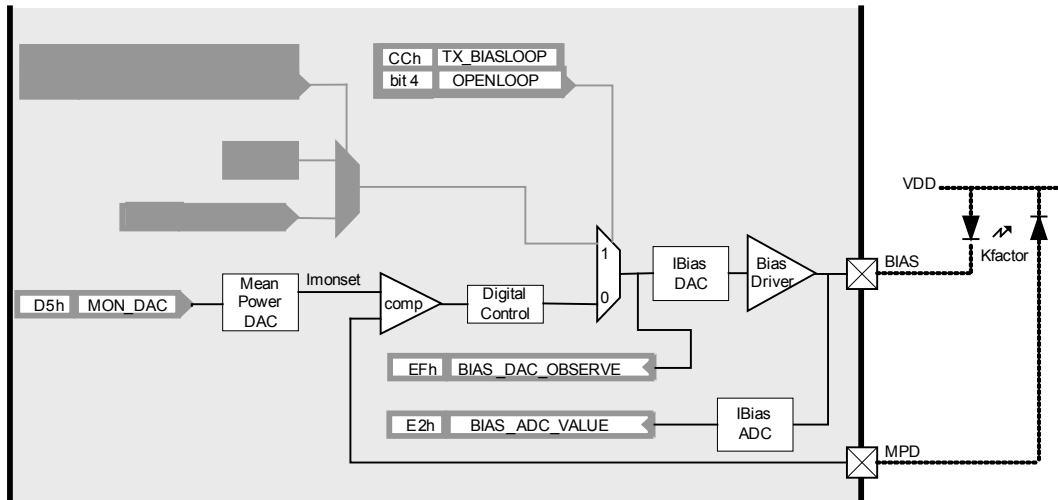 CCh TX_BIASLOOP
bit 4 OPENLOOP
VDD
Kfactor
BIAS
1
0
IBias
DAC
Bias
Driver
D5h MON_DAC
Mean
Power
DAC
Imonset
comp
Digital
Control
EFh BIAS_DAC_OBSERVE
E2h BIAS_ADC_VALUE
IBias
ADC
MPD